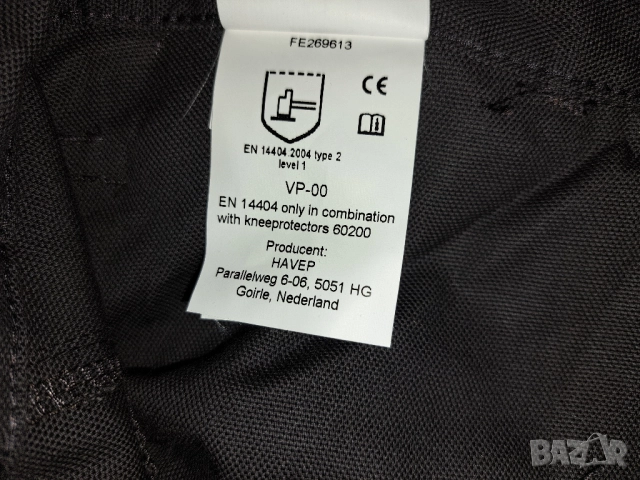 FE269613
CE
EN 14404:2004 type 2
level 1
VP-00
EN 14404 only in combination
with kneeprotectors 60200
Producent:
HAVEP
Parallelweg 6-06, 5051 HG
Goirle, Nederland
BAZAR